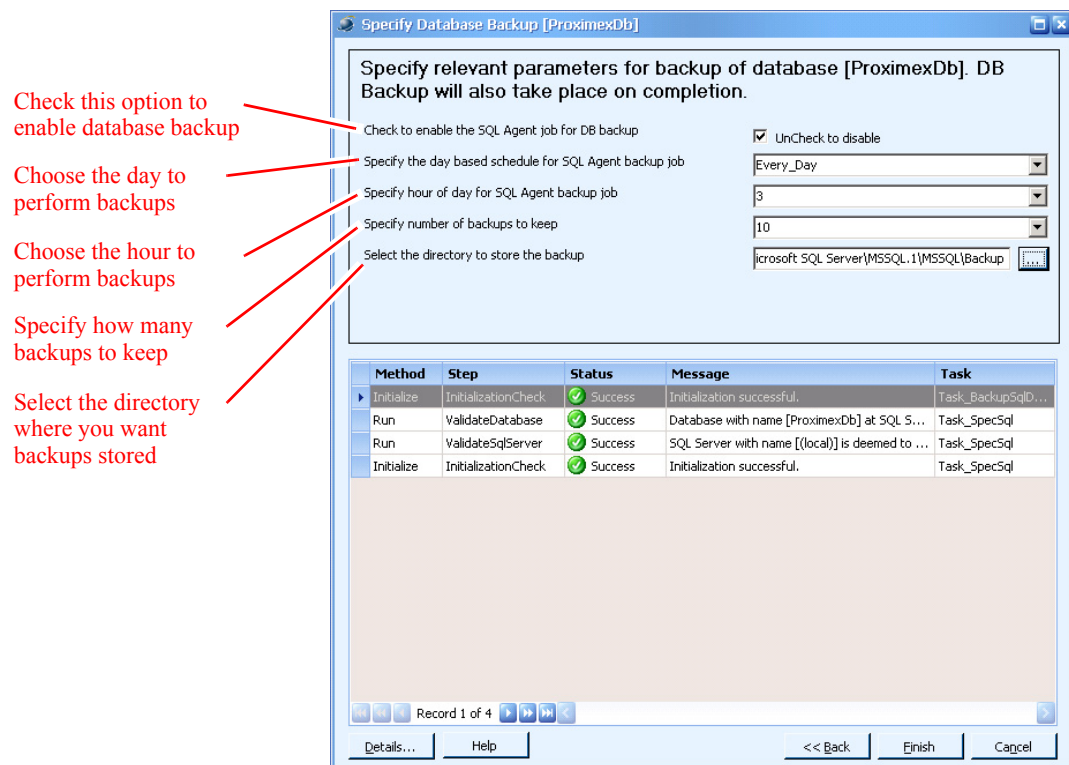 Specify Database Backup [ProximexDb]
Specify relevant parameters for backup of database [ProximexDb]. DB
Backup will also take place on completion.
Check this option to
enable database backup
Choose the day to
perform backups
Choose the hour to
perform backups
Specify how many
backups to keep
Select the directory
where you want
backups stored
Check to enable the SQL Agent job for DB backup
UnCheck to disable
Specify the day based schedule for SQL Agent backup job
Every_Day
Specify hour of day for SQL Agent backup job
3
Specify number of backups to keep
10
Select the directory to store the backup
icrosoft SQL Server\MSSQL.1\MSSQL\Backup
...
Method Step Status Message Task
Initialize InitializationCheck Success Initialization successful. Task_BackupSqlD...
Run ValidateDatabase Success Database with name [ProximexDb] at SQL S... Task_SpecSql
Run ValidateSqlServer Success SQL Server with name [(local)] is deemed to ... Task_SpecSql
Initialize InitializationCheck Success Initialization successful. Task_SpecSql
Record 1 of 4
Details... Help << Back Finish Cancel